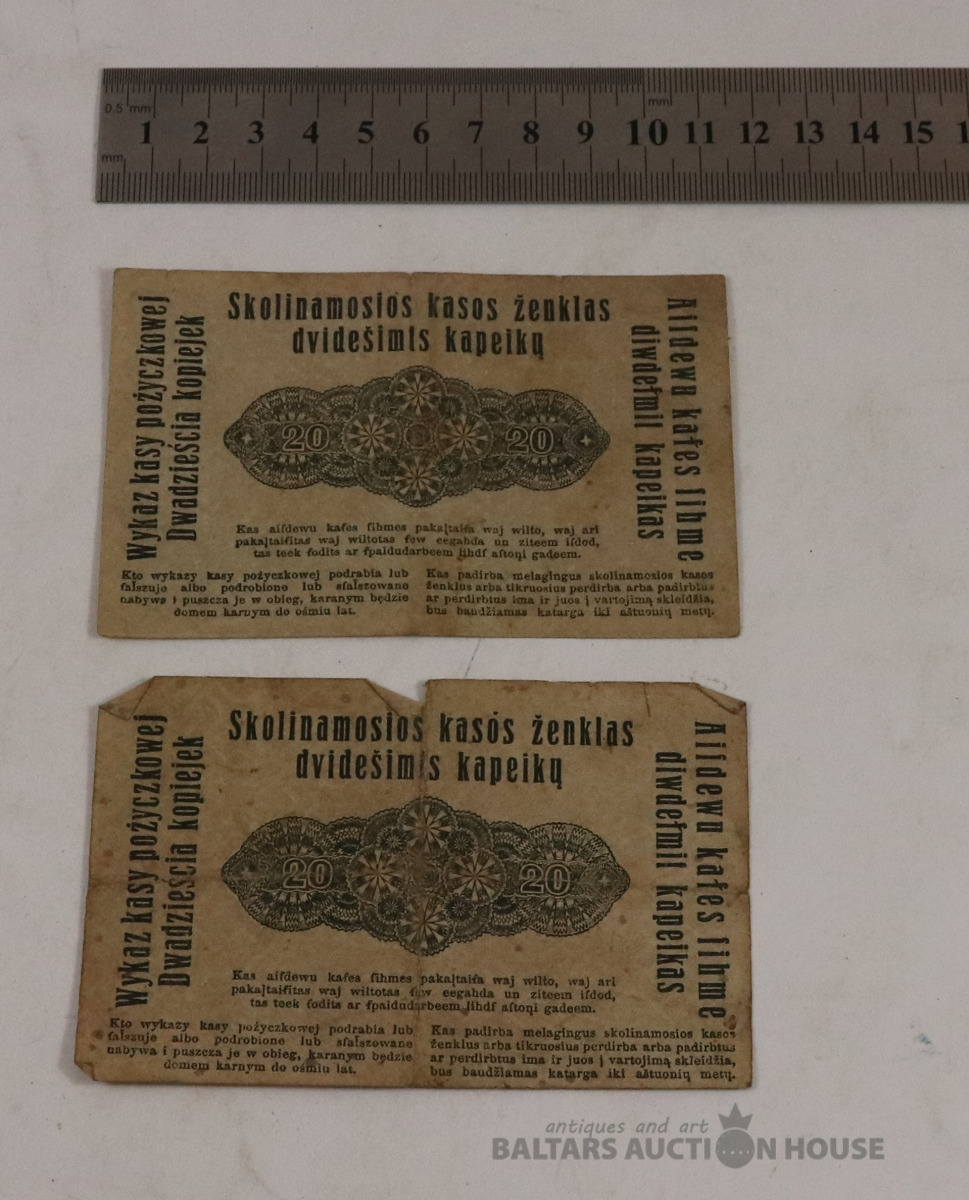 0.5 mm
mm
mm
1 2 3 4 5 6 7 8 9 10 11 12 13 14 15 1
Skolinamosios kasos ženklas
dvidešimts kapeikų
Wykaz kasy pożyczkowej
Dwadzieścia kopiejek
Aiſdewu kaſes ſihme
diwdeſmit kapeikas
20 20
Kas aiſdewu kaſes ſihmes pakaļtaiſa waj wilto, waj ari
pakaļtaiſitas waj wiltotas ſew eegahda un ziteem iſdod,
tas teek ſodits ar ſpaidudarbeem lihdſ aſtoņi gadeem.
Kto wykazy kasy pożyczkowej podrabia lub
fałszuje albo podrobione lub sfałszowane
nabywa i puszcza je w obieg, karanym będzie
domem karnym do ośmiu lat.
Kas padirba melagingus skolinamosios kasos
ženklus arba tikruosius perdirba arba padirbtus
ar perdirbtus ima ir juos į vartojimą skleidžia,
bus baudžiamas katarga iki aštuonių metų.
Skolinamosios kasos ženklas
dvidešimts kapeikų
Wykaz kasy pożyczkowej
Dwadzieścia kopiejek
Aiſdewu kaſes ſihme
diwdeſmit kapeikas
20 20
Kas aiſdewu kaſes ſihmes pakaļtaiſa waj wilto, waj ari
pakaļtaiſitas waj wiltotas ſew eegahda un ziteem iſdod,
tas teek ſodits ar ſpaidudarbeem lihdſ aſtoņi gadeem.
Kto wykazy kasy pożyczkowej podrabia lub
fałszuje albo podrobione lub sfałszowane
nabywa i puszcza je w obieg, karanym będzie
domem karnym do ośmiu lat.
Kas padirba melagingus skolinamosios kasos
ženklus arba tikruosius perdirba arba padirbtus
ar perdirbtus ima ir juos į vartojimą skleidžia,
bus baudžiamas katarga iki aštuonių metų.
antiques and art
BALTARS AUCTION HOUSE